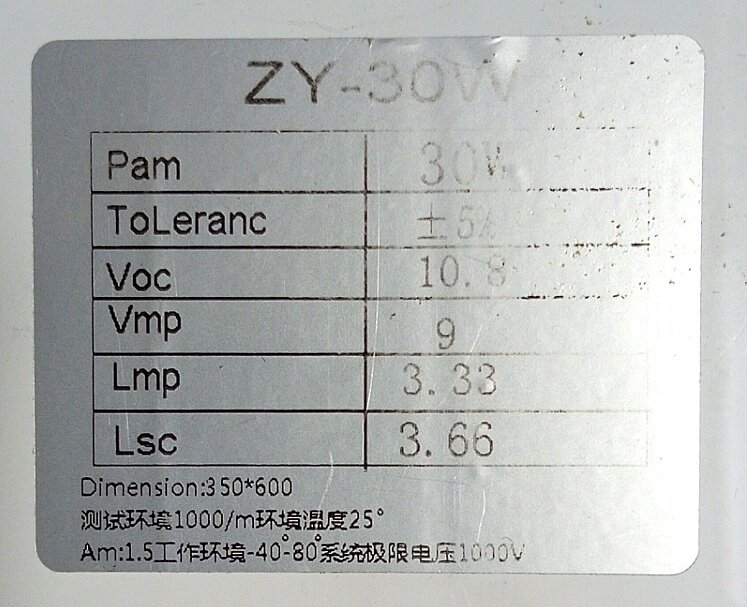 ZY-30W
Pam 30W
ToLeranc ±5%
Voc 10.8
Vmp 9
Lmp 3.33
Lsc 3.66
Dimension:350*600
测试环境1000/m环境温度25°
Am:1.5工作环境-40°-80°系统极限电压1000V